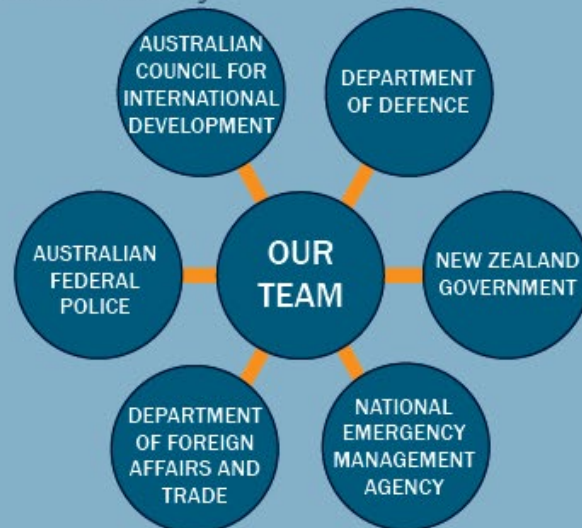 AUSTRALIAN
COUNCIL FOR
INTERNATIONAL
DEVELOPMENT
DEPARTMENT
OF DEFENCE
AUSTRALIAN
FEDERAL
POLICE
OUR
TEAM
NEW ZEALAND
GOVERNMENT
DEPARTMENT
OF FOREIGN
AFFAIRS AND
TRADE
NATIONAL
EMERGENCY
MANAGEMENT
AGENCY